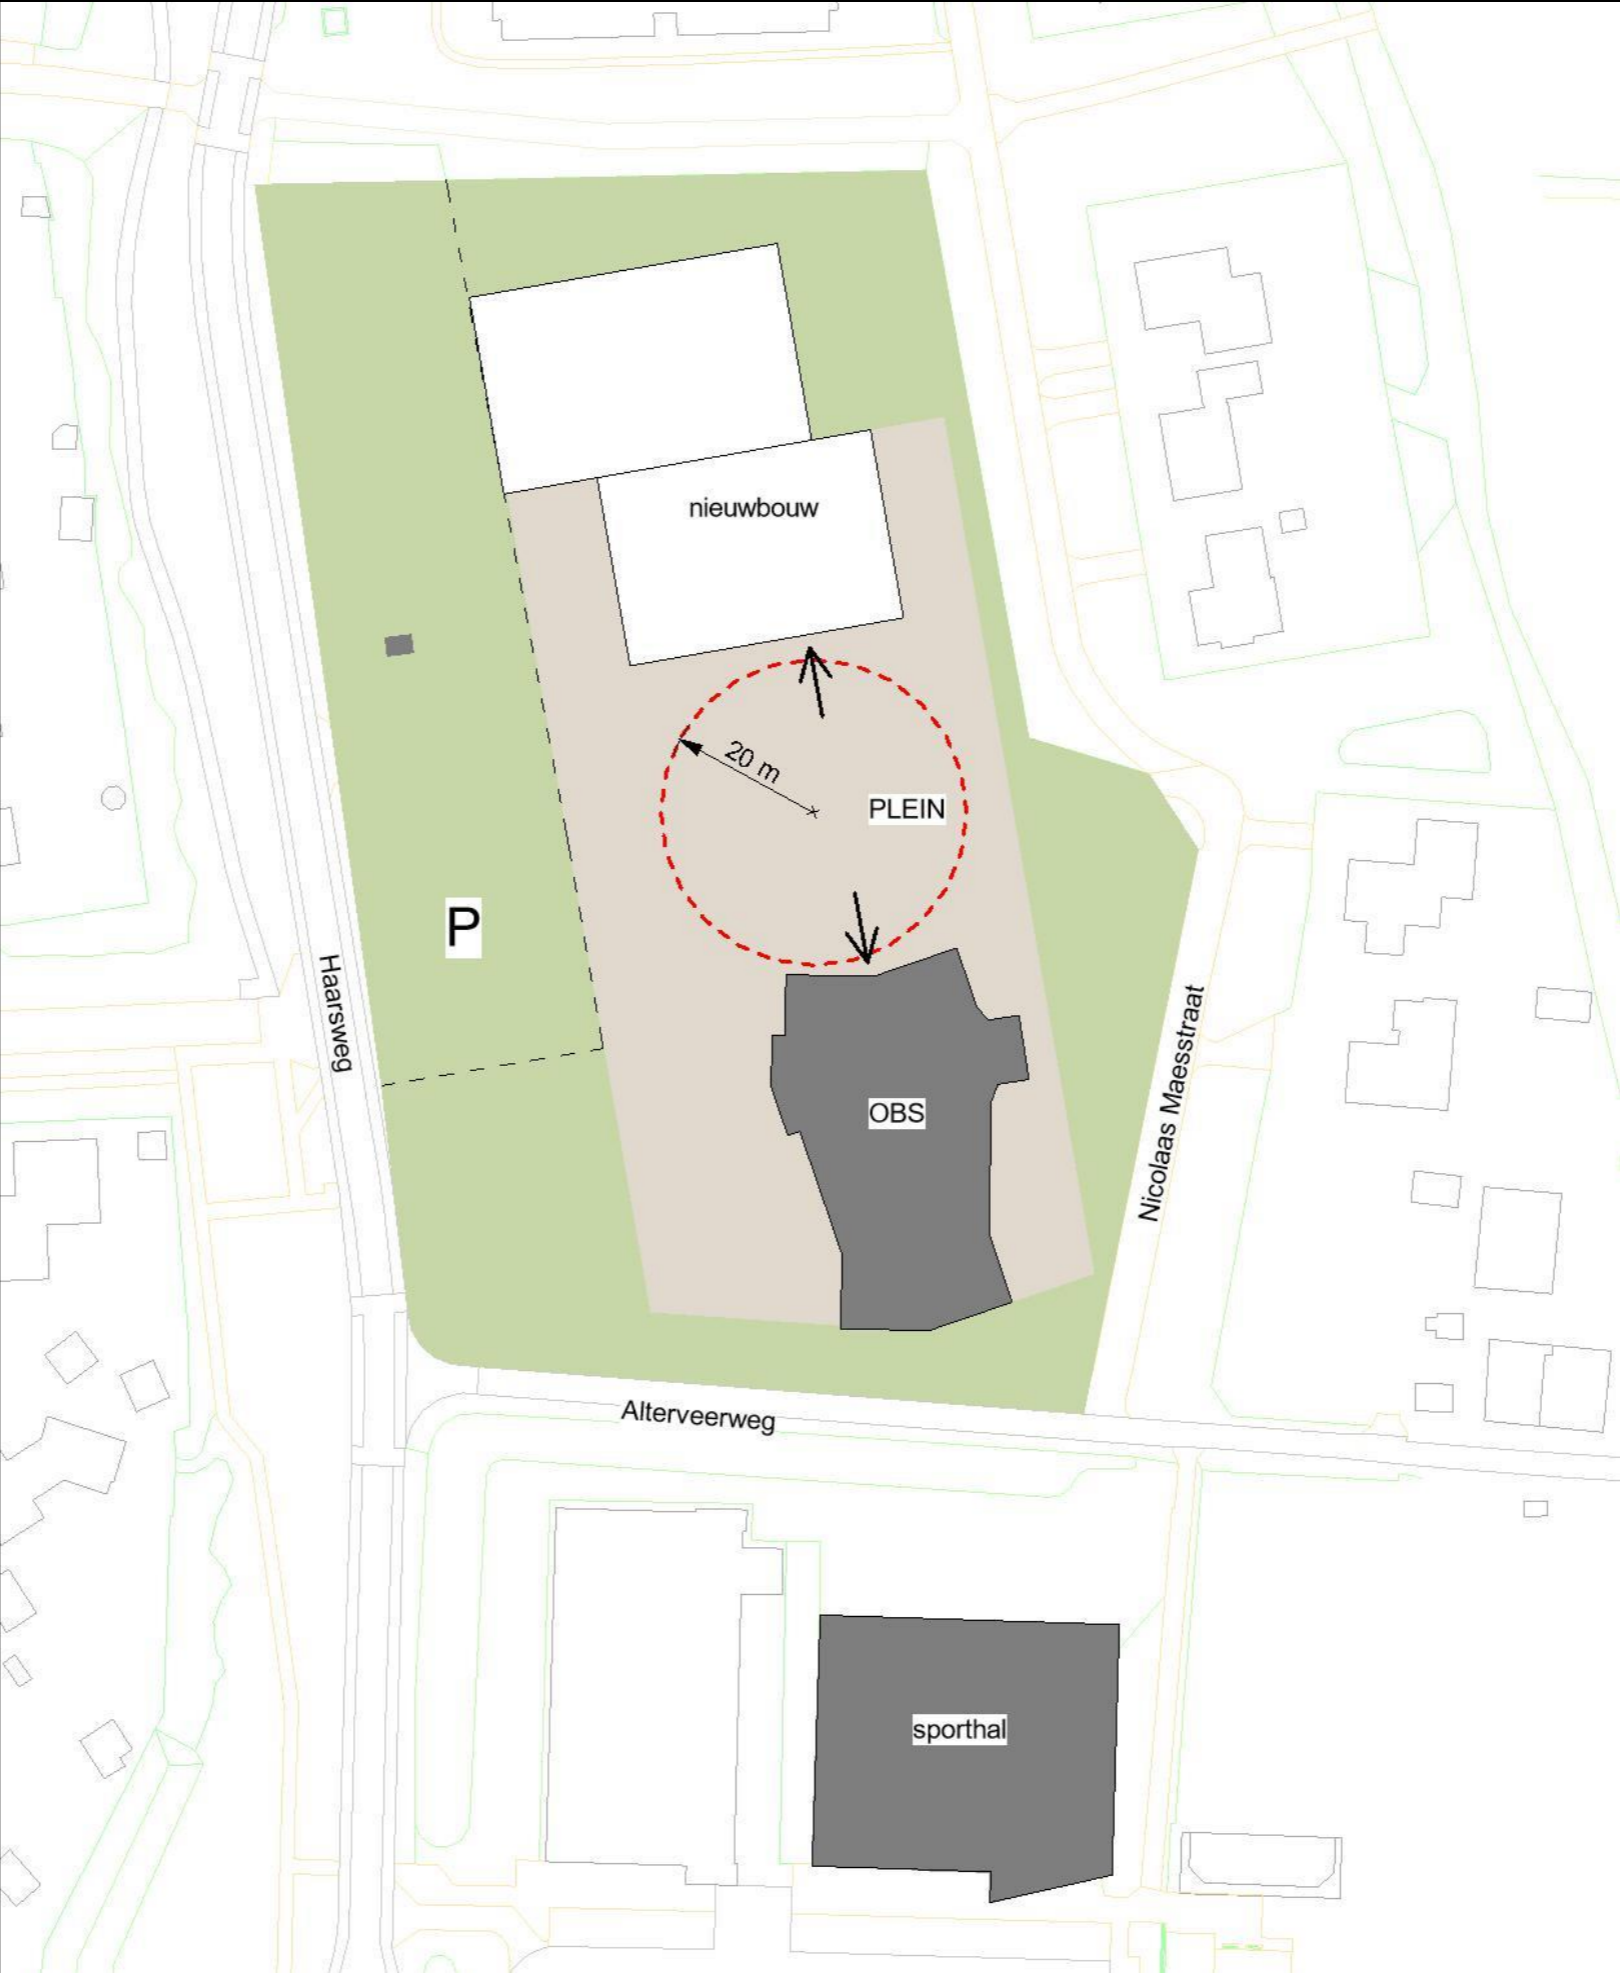 nieuwbouw
20 m
PLEIN
P
Haarsweg
OBS
Nicolaas Maesstraat
Alterveerweg
sporthal